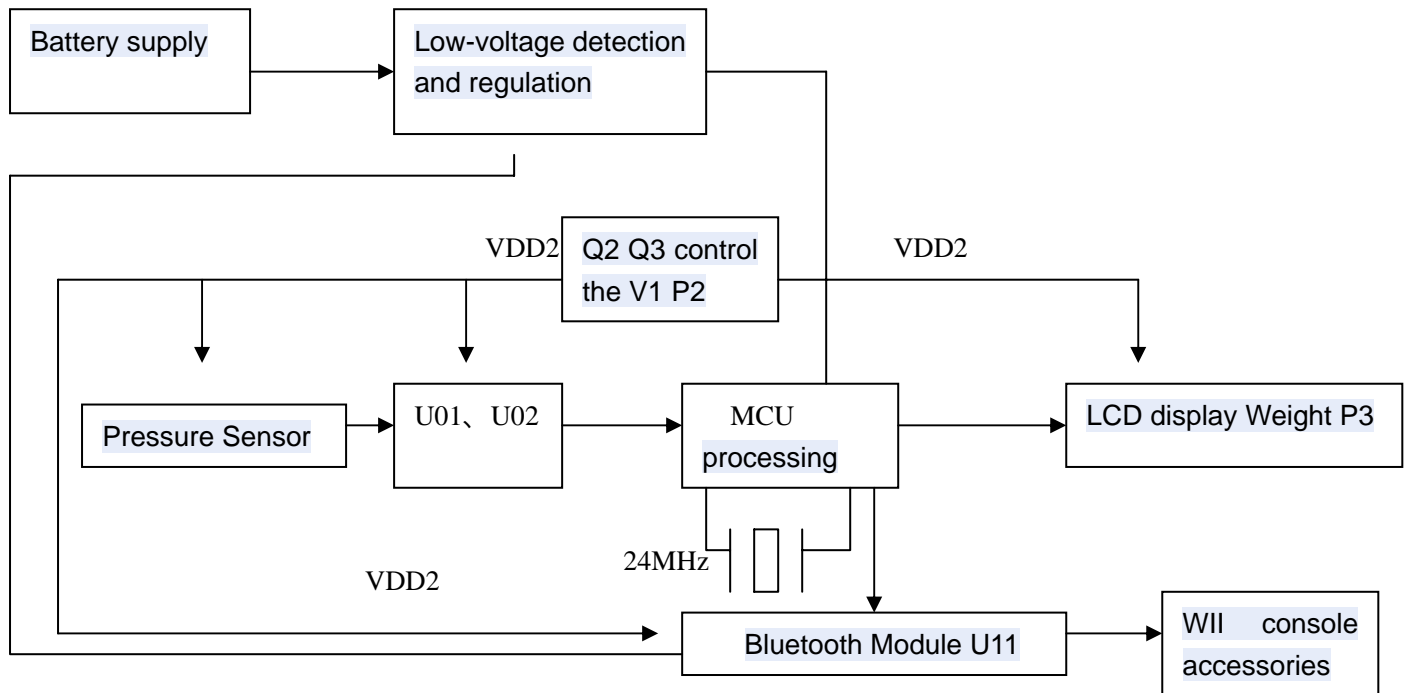 Battery supply
Low-voltage detection
and regulation
VDD2
Q2 Q3 control
the V1 P2
VDD2
Pressure Sensor
U01、U02
MCU
processing
LCD display Weight P3
24MHz
VDD2
Bluetooth Module U11
WII console
accessories